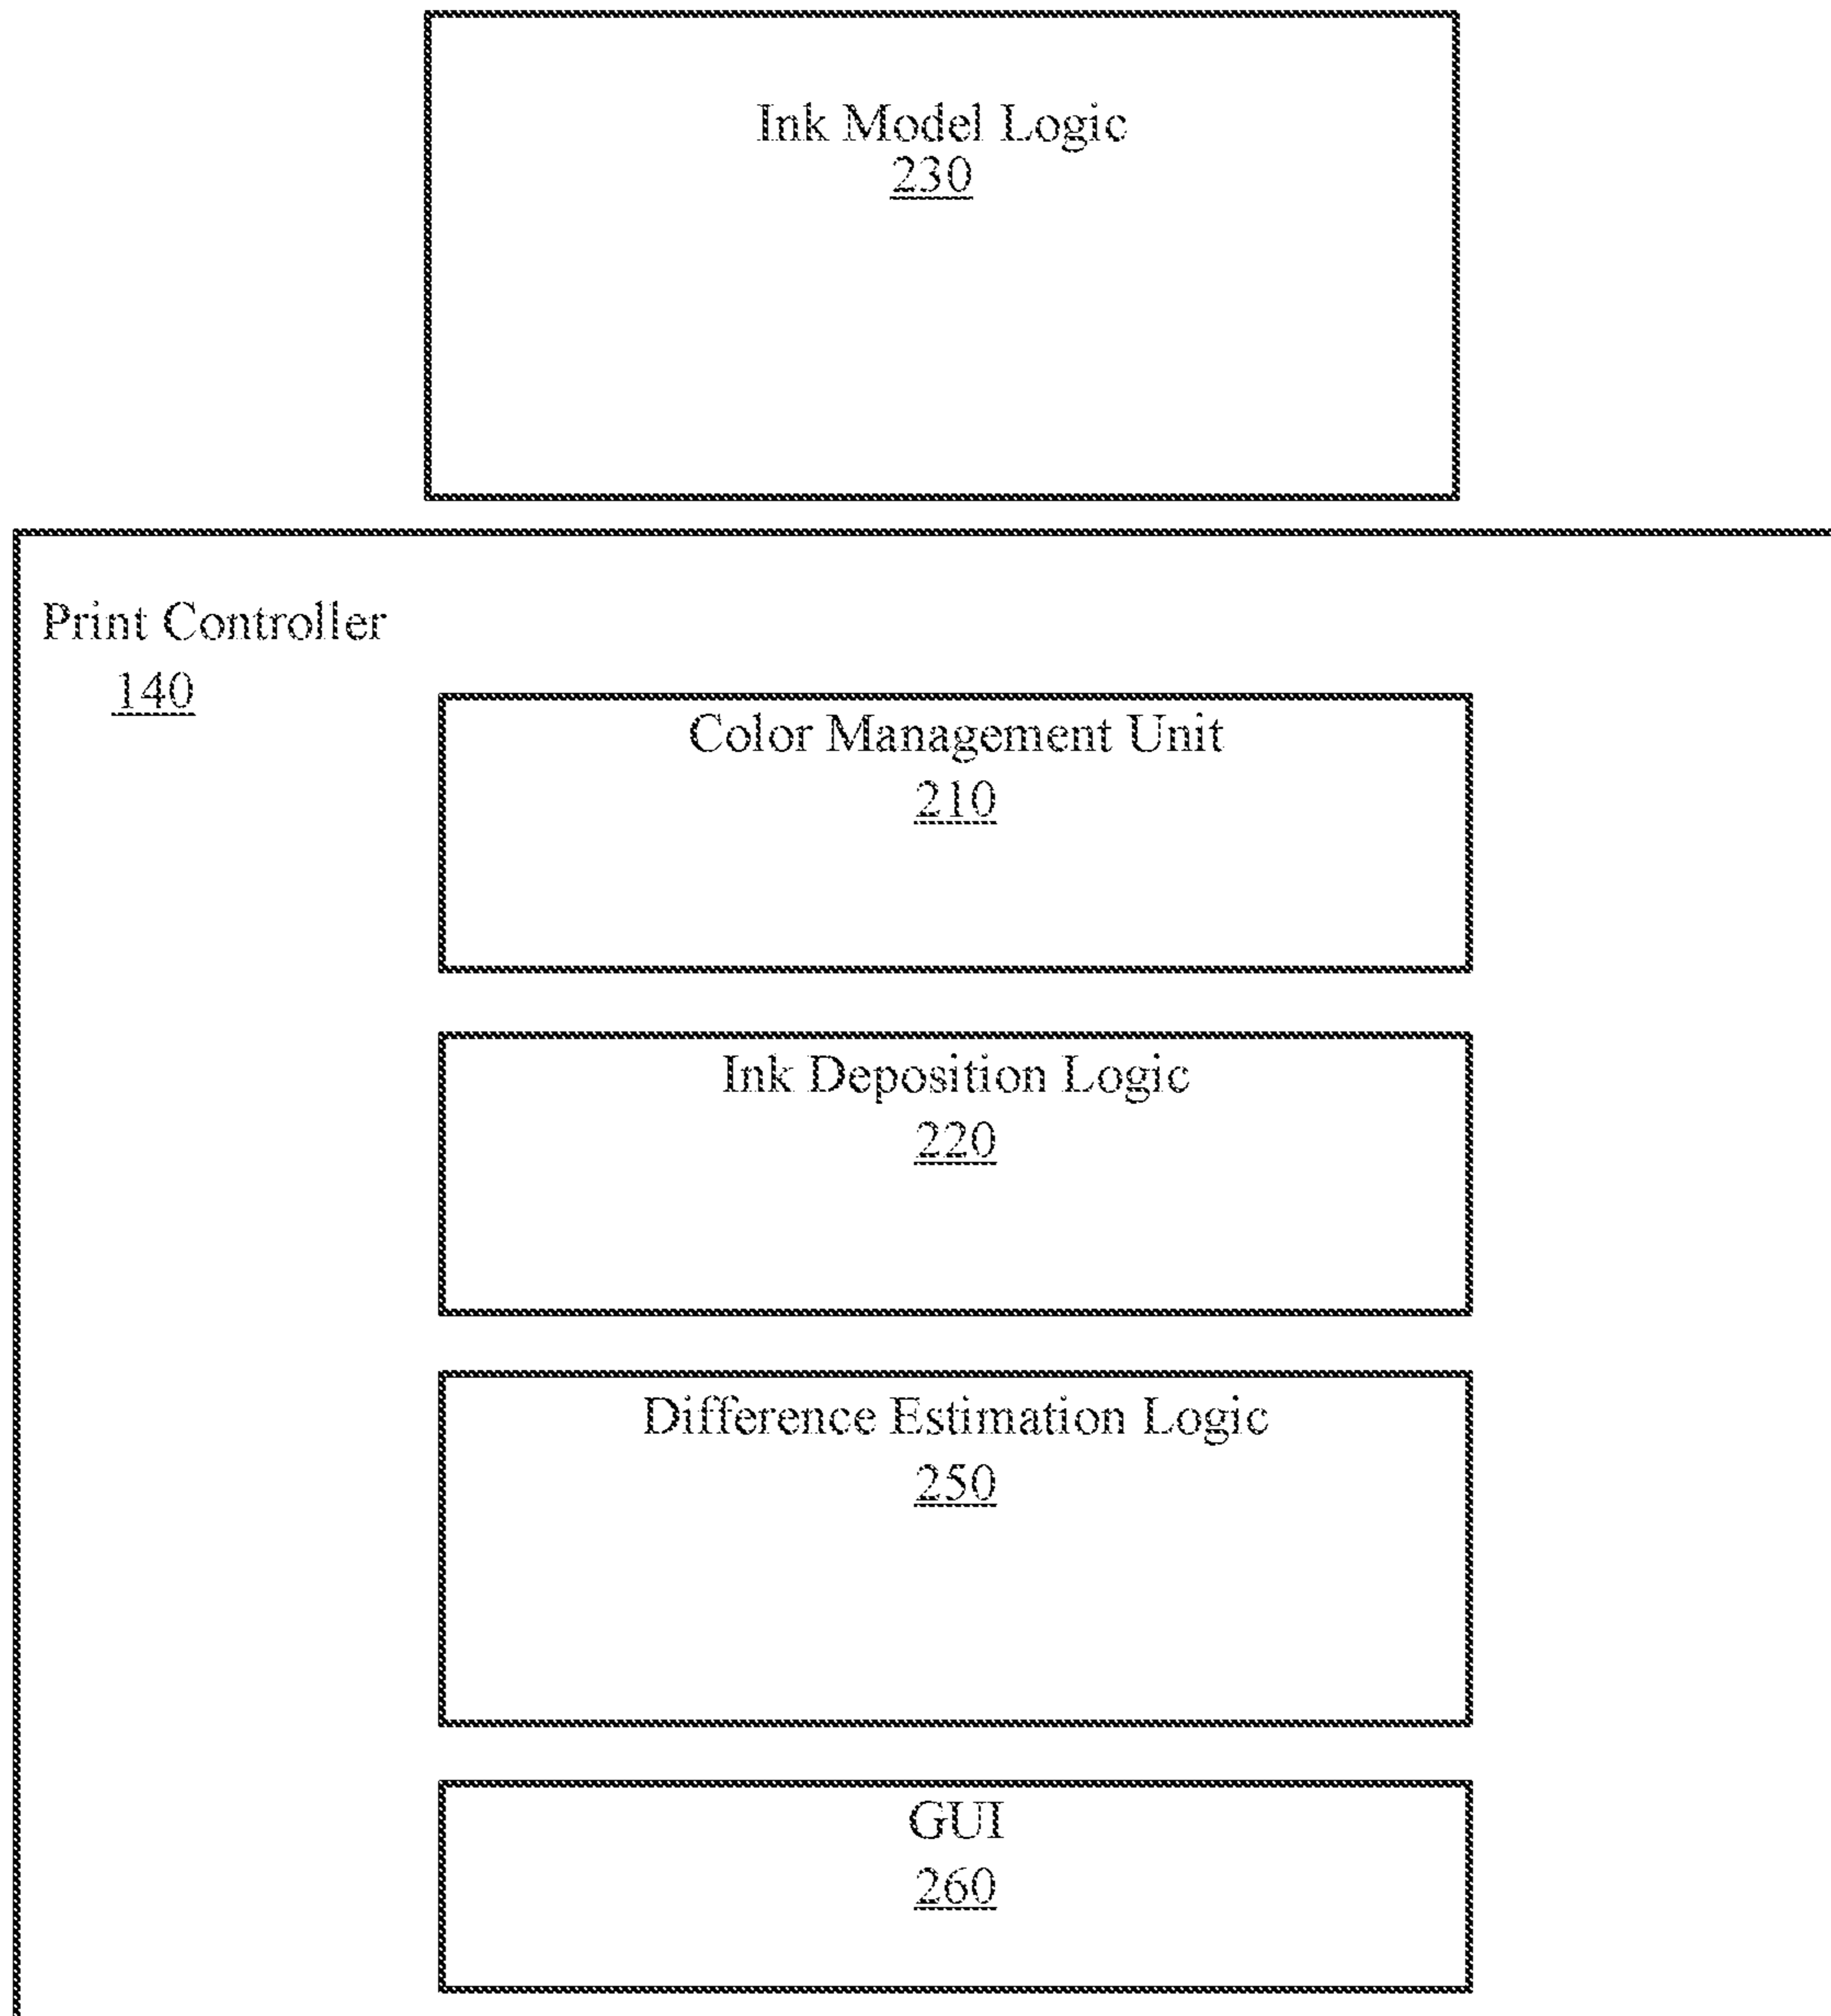 Ink Model Logic
230
Print Controller
140
Color Management Unit
210
Ink Deposition Logic
220
Difference Estimation Logic
250
GUI
260